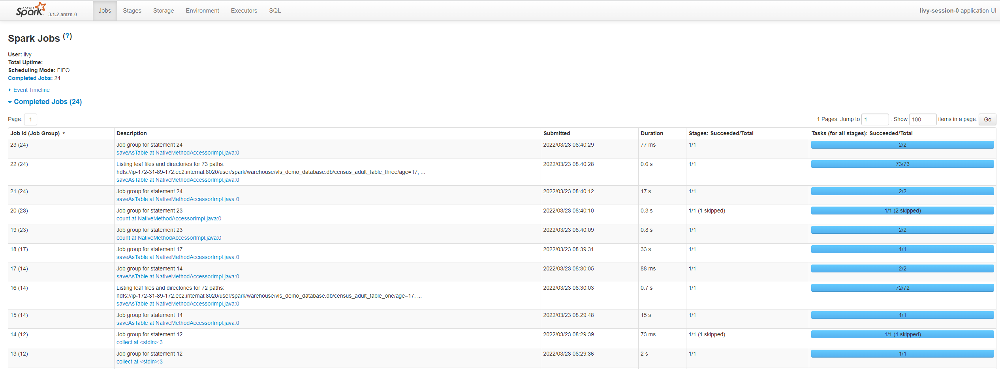 APACHE
Spark 3.1.2-amzn-0 Jobs Stages Storage Environment Executors SQL livy-session-0 application UI
Spark Jobs (?)
User: livy
Total Uptime:
Scheduling Mode: FIFO
Completed Jobs: 24
Event Timeline
Completed Jobs (24)
Page: 1 1 Pages. Jump to 1 . Show 100 items in a page. Go
Job Id (Job Group) Description Submitted Duration Stages: Succeeded/Total Tasks (for all stages): Succeeded/Total
23 (24) Job group for statement 24 2022/03/23 08:40:29 77 ms 1/1 2/2
saveAsTable at NativeMethodAccessorImpl.java:0
22 (24) Listing leaf files and directories for 73 paths: 2022/03/23 08:40:28 0.6 s 1/1 73/73
hdfs://ip-172-31-89-172.ec2.internal:8020/user/spark/warehouse/vls_demo_database.db/census_adult_table_three/age=17, ...
saveAsTable at NativeMethodAccessorImpl.java:0
21 (24) Job group for statement 24 2022/03/23 08:40:12 17 s 1/1 2/2
saveAsTable at NativeMethodAccessorImpl.java:0
20 (23) Job group for statement 23 2022/03/23 08:40:10 0.3 s 1/1 (1 skipped) 1/1 (2 skipped)
count at NativeMethodAccessorImpl.java:0
19 (23) Job group for statement 23 2022/03/23 08:40:09 0.8 s 1/1 2/2
count at NativeMethodAccessorImpl.java:0
18 (17) Job group for statement 17 2022/03/23 08:39:31 33 s 1/1 1/1
saveAsTable at NativeMethodAccessorImpl.java:0
17 (14) Job group for statement 14 2022/03/23 08:30:05 88 ms 1/1 2/2
saveAsTable at NativeMethodAccessorImpl.java:0
16 (14) Listing leaf files and directories for 72 paths: 2022/03/23 08:30:03 0.7 s 1/1 72/72
hdfs://ip-172-31-89-172.ec2.internal:8020/user/spark/warehouse/vls_demo_database.db/census_adult_table_one/age=17, ...
saveAsTable at NativeMethodAccessorImpl.java:0
15 (14) Job group for statement 14 2022/03/23 08:29:48 15 s 1/1 1/1
saveAsTable at NativeMethodAccessorImpl.java:0
14 (12) Job group for statement 12 2022/03/23 08:29:39 73 ms 1/1 (1 skipped) 1/1 (1 skipped)
collect at <stdin>:3
13 (12) Job group for statement 12 2022/03/23 08:29:36 2 s 1/1 1/1
collect at <stdin>:3